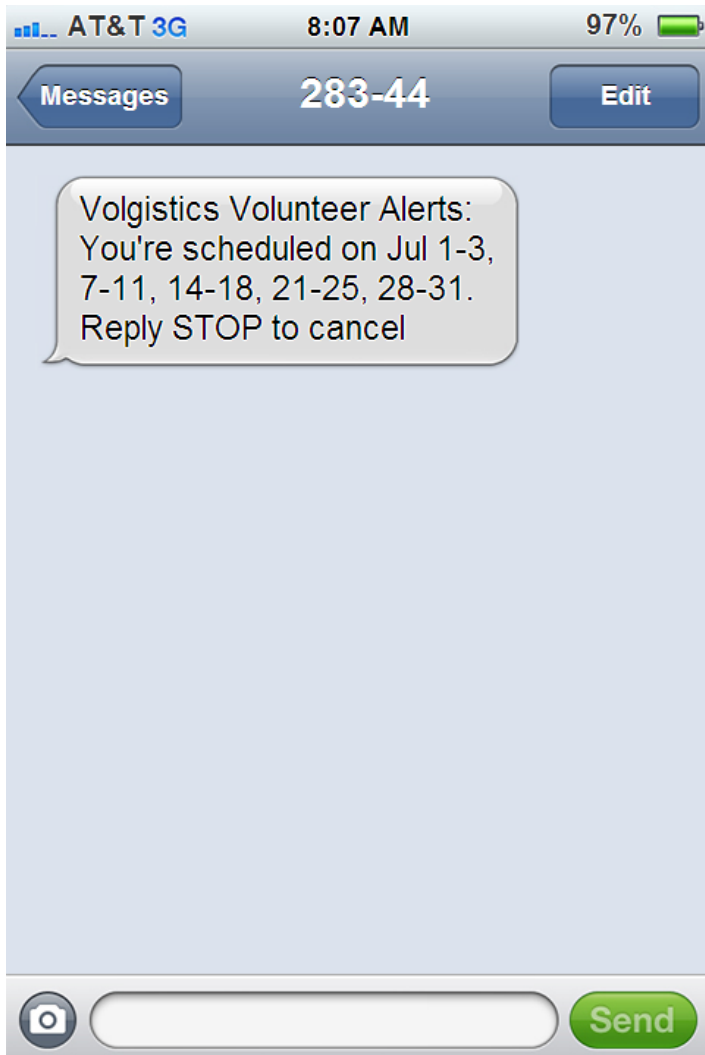 AT&T 3G 8:07 AM 97%
Messages 283-44 Edit
Volgistics Volunteer Alerts:
You're scheduled on Jul 1-3,
7-11, 14-18, 21-25, 28-31.
Reply STOP to cancel
Send